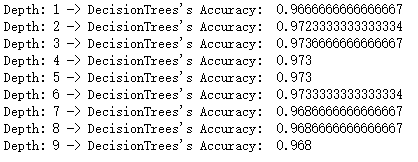 Depth: 1 -> DecisionTrees's Accuracy: 0.9666666666666667
Depth: 2 -> DecisionTrees's Accuracy: 0.9723333333333334
Depth: 3 -> DecisionTrees's Accuracy: 0.9736666666666667
Depth: 4 -> DecisionTrees's Accuracy: 0.973
Depth: 5 -> DecisionTrees's Accuracy: 0.973
Depth: 6 -> DecisionTrees's Accuracy: 0.9733333333333334
Depth: 7 -> DecisionTrees's Accuracy: 0.9686666666666667
Depth: 8 -> DecisionTrees's Accuracy: 0.9686666666666667
Depth: 9 -> DecisionTrees's Accuracy: 0.968